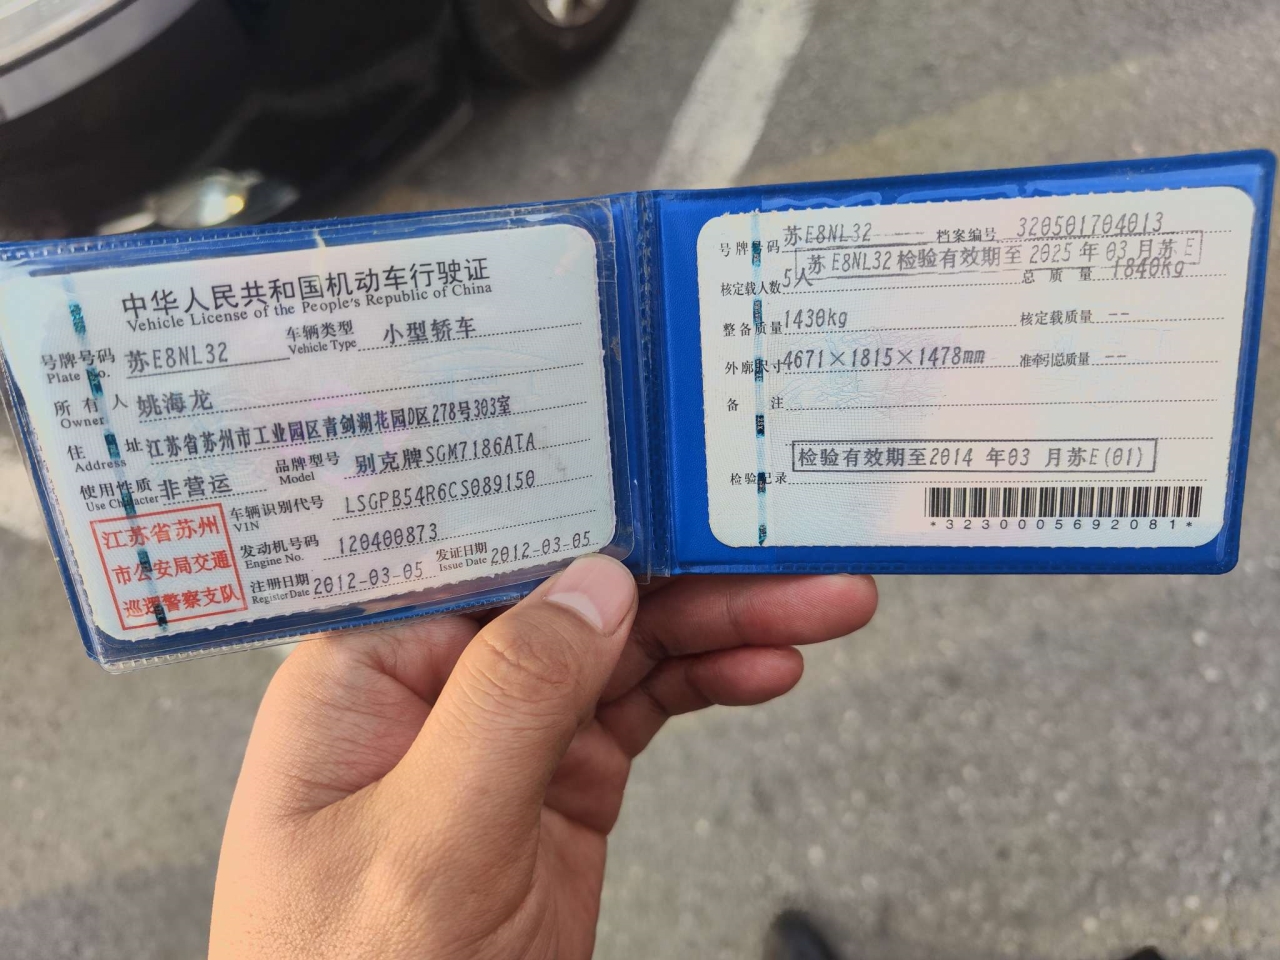 中华人民共和国机动车行驶证
Vehicle License of the People's Republic of China
号牌号码 苏E8NL32 车辆类型 小型轿车
Plate No. Vehicle Type
所有人 姚海龙
Owner
住址 江苏省苏州市工业园区青剑湖花园D区278号303室
Address
使用性质 非营运 品牌型号 别克牌SGM7186ATA
Use Character Model
车辆识别代号 LSGPB54R6CS089150
VIN
发动机号码 120400873
Engine No.
注册日期 2012-03-05 发证日期 2012-03-05
Register Date Issue Date
江苏省苏州
市公安局交通
巡逻警察支队
号牌号码 苏E8NL32 档案编号 320501704013
苏E8NL32检验有效期至2025年03月苏E
核定载人数 5人 总质量 1840kg
整备质量 1430kg 核定载质量 --
外廓尺寸 4671×1815×1478mm 准牵引总质量 --
备注
检验有效期至2014年03月苏E(01)
检验记录
*3230005692081*